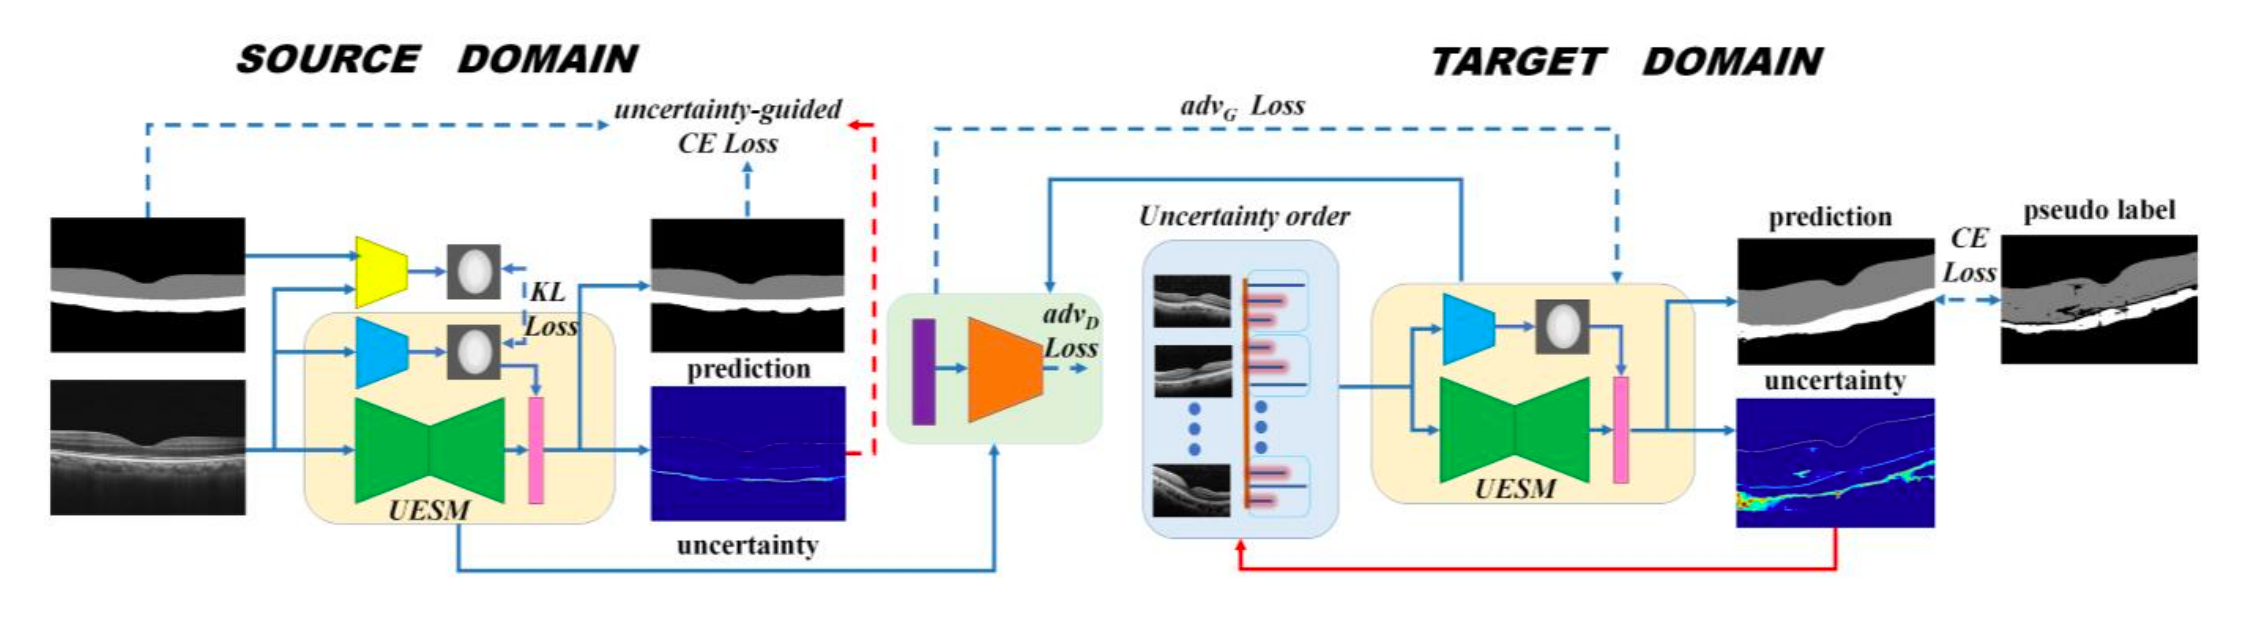 SOURCE DOMAIN
TARGET DOMAIN
uncertainty-guided
CE Loss
KL
Loss
UESM
prediction
uncertainty
adv_G Loss
adv_D
Loss
Uncertainty order
UESM
prediction
uncertainty
CE
Loss
pseudo label